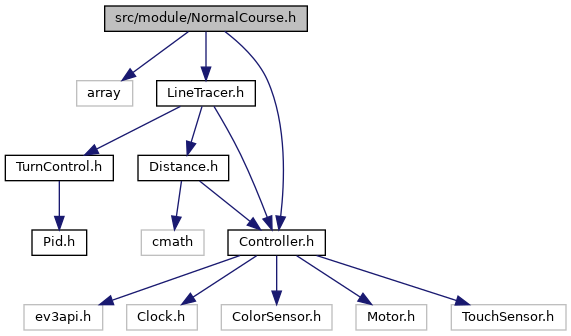 src/module/NormalCourse.h
array
LineTracer.h
TurnControl.h
Distance.h
Pid.h
cmath
Controller.h
ev3api.h
Clock.h
ColorSensor.h
Motor.h
TouchSensor.h